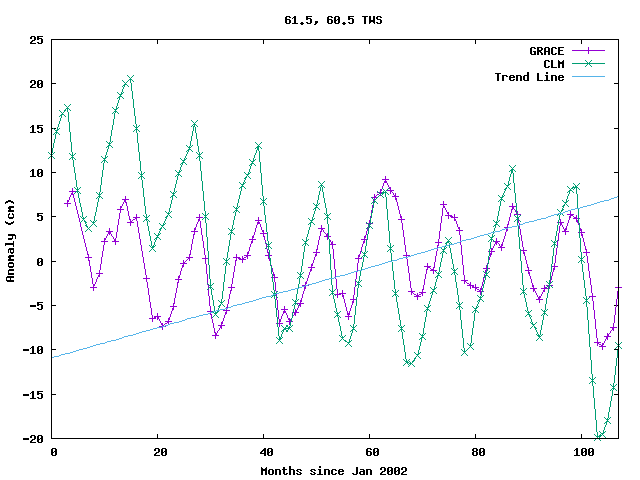 61.5, 60.5 TWS
GRACE
CLM
Trend Line
25
20
15
10
5
0
-5
-10
-15
-20
Anomaly (cm)
0 20 40 60 80 100
Months since Jan 2002